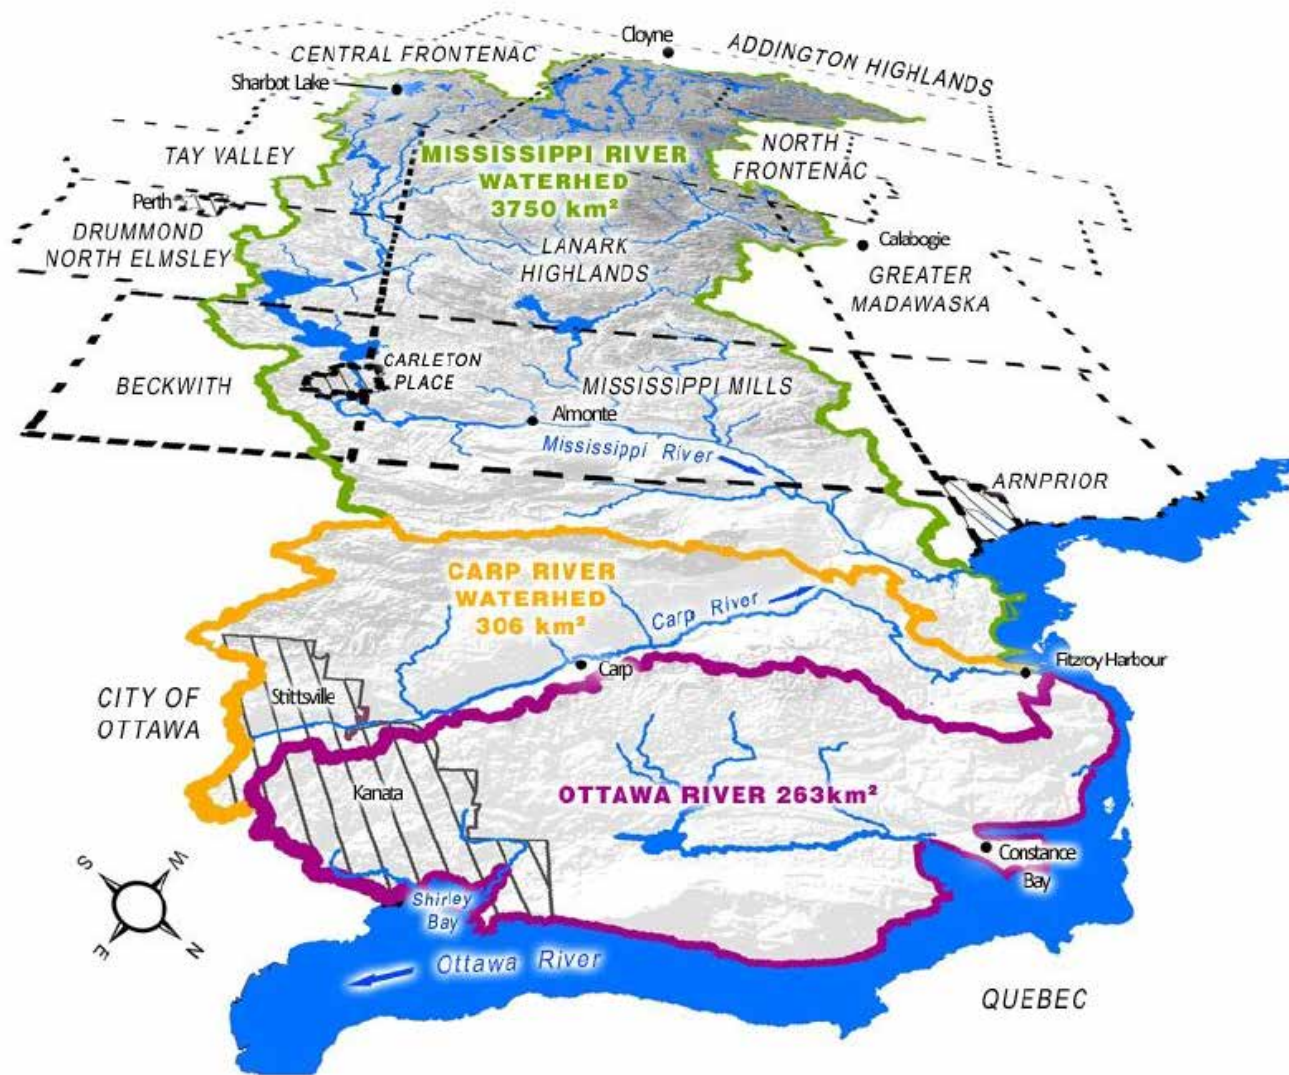 Cloyne
ADDINGTON HIGHLANDS
CENTRAL FRONTENAC
Sharbot Lake
TAY VALLEY
MISSISSIPPI RIVER
WATERHED
3750 km²
NORTH
FRONTENAC
Perth
DRUMMOND
NORTH ELMSLEY
LANARK
HIGHLANDS
Calabogie
GREATER
MADAWASKA
BECKWITH
CARLETON
PLACE
MISSISSIPPI MILLS
Almonte
Mississippi River
ARNPRIOR
CARP RIVER
WATERHED
306 km²
Carp River
Carp
Fitzroy Harbour
CITY OF
OTTAWA
Stittsville
Kanata
OTTAWA RIVER 263km²
Constance
Bay
Shirley
Bay
S
W
E
N
Ottawa River
QUEBEC